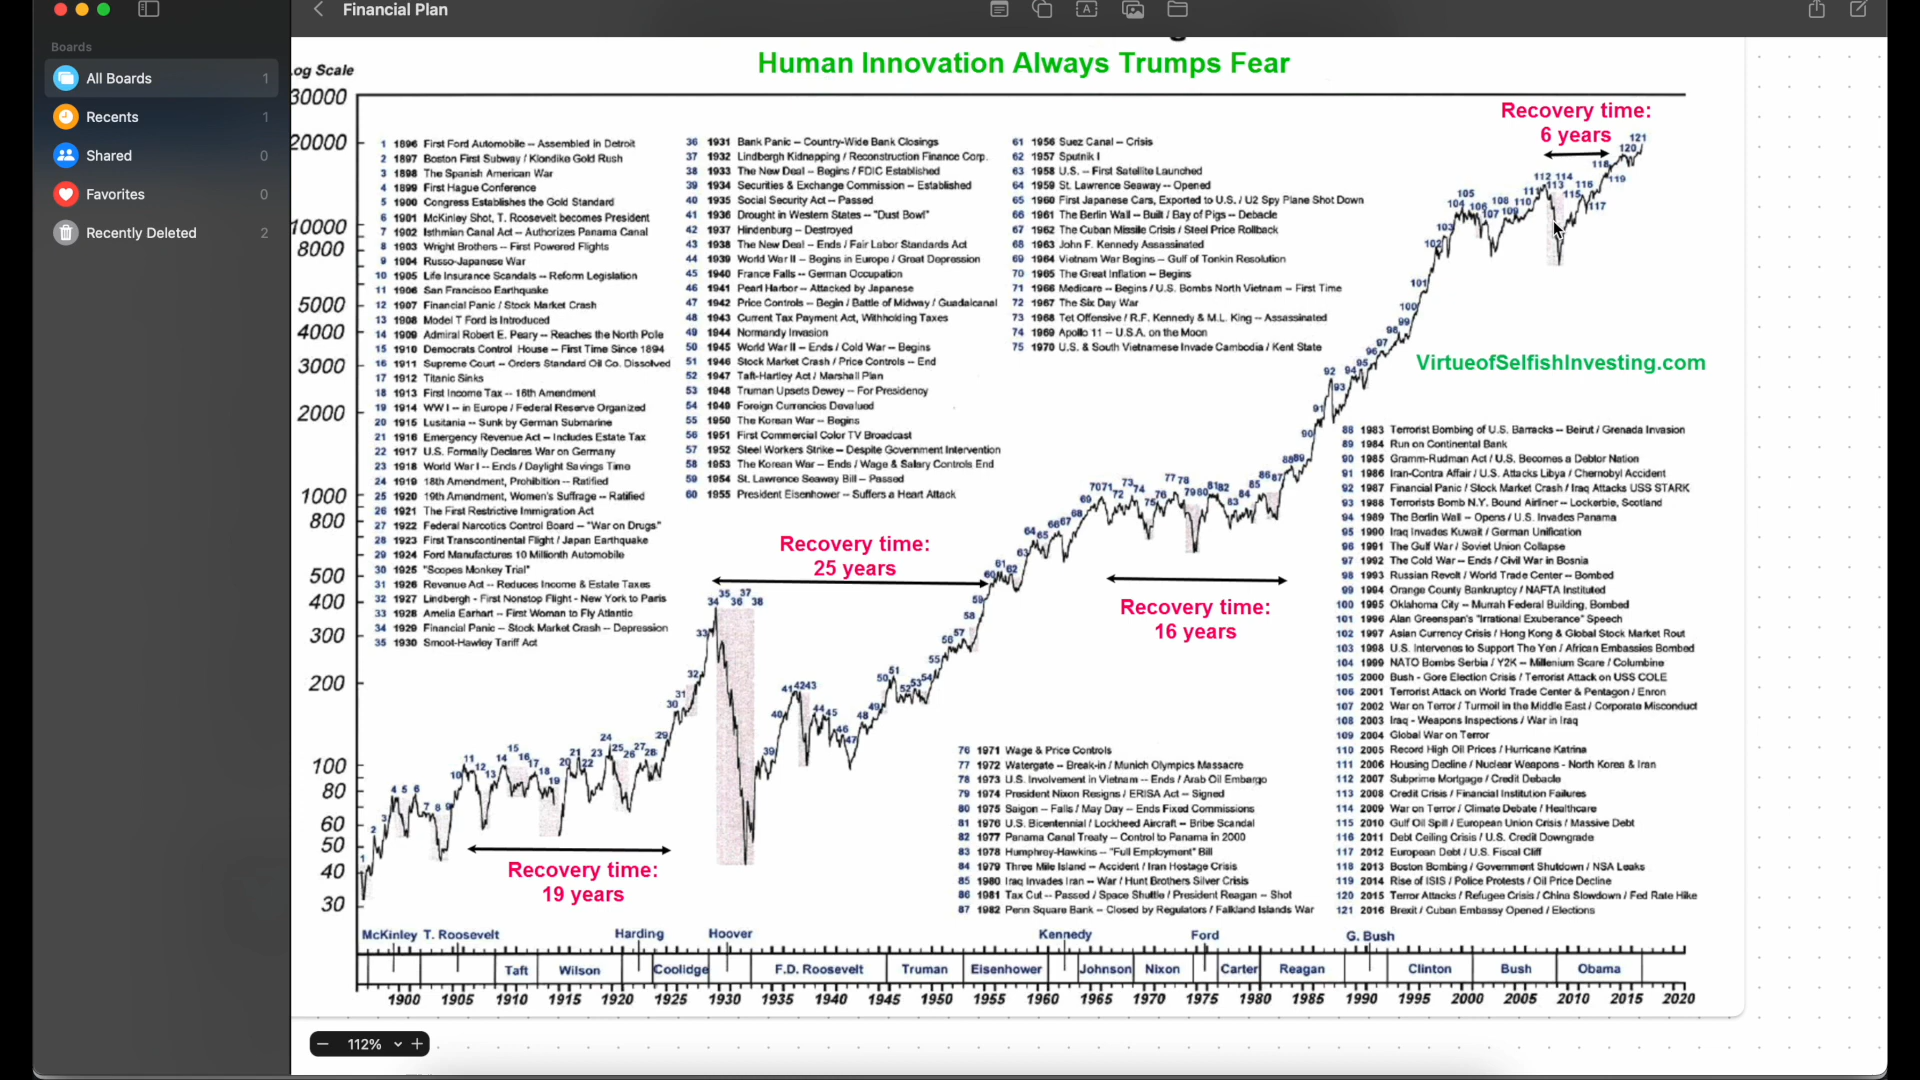 Financial Plan
Boards
All Boards 1
Recents 1
Shared 0
Favorites 0
Recently Deleted 2
Human Innovation Always Trumps Fear
og Scale
30000
20000
10000
8000
5000
4000
3000
2000
1000
800
500
400
300
200
100
80
60
50
40
30
1 1896 First Ford Automobile -- Assembled in Detroit
2 1897 Boston First Subway / Klondike Gold Rush
3 1898 The Spanish American War
4 1899 First Hague Conference
5 1900 Congress Establishes the Gold Standard
6 1901 McKinley Shot, T. Roosevelt becomes President
7 1902 Isthmian Canal Act -- Authorizes Panama Canal
8 1903 Wright Brothers -- First Powered Flights
9 1904 Russo-Japanese War
10 1905 Life Insurance Scandals -- Reform Legislation
11 1906 San Francisco Earthquake
12 1907 Financial Panic / Stock Market Crash
13 1908 Model T Ford is Introduced
14 1909 Admiral Robert E. Peary -- Reaches the North Pole
15 1910 Democrats Control House -- First Time Since 1894
16 1911 Supreme Court -- Orders Standard Oil Co. Dissolved
17 1912 Titanic Sinks
18 1913 First Income Tax -- 16th Amendment
19 1914 WW I -- in Europe / Federal Reserve Organized
20 1915 Lusitania -- Sunk by German Submarine
21 1916 Emergency Revenue Act -- Includes Estate Tax
22 1917 U.S. Formally Declares War on Germany
23 1918 World War I -- Ends / Daylight Savings Time
24 1919 18th Amendment, Prohibition -- Ratified
25 1920 19th Amendment, Women's Suffrage -- Ratified
26 1921 The First Restrictive Immigration Act
27 1922 Federal Narcotics Control Board -- "War on Drugs"
28 1923 First Transcontinental Flight / Japan Earthquake
29 1924 Ford Manufactures 10 Millionth Automobile
30 1925 "Scopes Monkey Trial"
31 1926 Revenue Act -- Reduces Income & Estate Taxes
32 1927 Lindbergh - First Nonstop Flight - New York to Paris
33 1928 Amelia Earhart -- First Woman to Fly Atlantic
34 1929 Financial Panic -- Stock Market Crash -- Depression
35 1930 Smoot-Hawley Tariff Act
36 1931 Bank Panic -- Country-Wide Bank Closings
37 1932 Lindbergh Kidnapping / Reconstruction Finance Corp.
38 1933 The New Deal -- Begins / FDIC Established
39 1934 Securities & Exchange Commission -- Established
40 1935 Social Security Act -- Passed
41 1936 Drought in Western States -- "Dust Bowl"
42 1937 Hindenburg -- Destroyed
43 1938 The New Deal -- Ends / Fair Labor Standards Act
44 1939 World War II -- Begins in Europe / Great Depression
45 1940 France Falls -- German Occupation
46 1941 Pearl Harbor -- Attacked by Japanese
47 1942 Price Controls -- Begin / Battle of Midway / Guadalcanal
48 1943 Current Tax Payment Act, Withholding Taxes
49 1944 Normandy Invasion
50 1945 World War II -- Ends / Cold War -- Begins
51 1946 Stock Market Crash / Price Controls -- End
52 1947 Taft-Hartley Act / Marshall Plan
53 1948 Truman Upsets Dewey -- For Presidency
54 1949 Foreign Currencies Devalued
55 1950 The Korean War -- Begins
56 1951 First Commercial Color TV Broadcast
57 1952 Steel Workers Strike -- Despite Government Intervention
58 1953 The Korean War -- Ends / Wage & Salary Controls End
59 1954 St. Lawrence Seaway Bill -- Passed
60 1955 President Eisenhower -- Suffers a Heart Attack
61 1956 Suez Canal -- Crisis
62 1957 Sputnik I
63 1958 U.S. -- First Satellite Launched
64 1959 St. Lawrence Seaway -- Opened
65 1960 First Japanese Cars, Exported to U.S. / U2 Spy Plane Shot Down
66 1961 The Berlin Wall -- Built / Bay of Pigs -- Debacle
67 1962 The Cuban Missile Crisis / Steel Price Rollback
68 1963 John F. Kennedy Assassinated
69 1964 Vietnam War Begins -- Gulf of Tonkin Resolution
70 1965 The Great Inflation -- Begins
71 1966 Medicare -- Begins / U.S. Bombs North Vietnam -- First Time
72 1967 The Six Day War
73 1968 Tet Offensive / R.F. Kennedy & M.L. King -- Assassinated
74 1969 Apollo 11 -- U.S.A. on the Moon
75 1970 U.S. & South Vietnamese Invade Cambodia / Kent State
Recovery time:
6 years
VirtueofSelfishInvesting.com
Recovery time:
25 years
Recovery time:
16 years
Recovery time:
19 years
76 1971 Wage & Price Controls
77 1972 Watergate -- Break-in / Munich Olympics Massacre
78 1973 U.S. Involvement in Vietnam -- Ends / Arab Oil Embargo
79 1974 President Nixon Resigns / ERISA Act -- Signed
80 1975 Saigon -- Falls / May Day -- Ends Fixed Commissions
81 1976 U.S. Bicentennial / Lockheed Aircraft -- Bribe Scandal
82 1977 Panama Canal Treaty -- Control to Panama in 2000
83 1978 Humphrey-Hawkins -- "Full Employment" Bill
84 1979 Three Mile Island -- Accident / Iran Hostage Crisis
85 1980 Iraq Invades Iran -- War / Hunt Brothers Silver Crisis
86 1981 Tax Cut -- Passed / Space Shuttle / President Reagan -- Shot
87 1982 Penn Square Bank -- Closed by Regulators / Falkland Islands War
88 1983 Terrorist Bombing of U.S. Barracks -- Beirut / Grenada Invasion
89 1984 Run on Continental Bank
90 1985 Gramm-Rudman Act / U.S. Becomes a Debtor Nation
91 1986 Iran-Contra Affair / U.S. Attacks Libya / Chernobyl Accident
92 1987 Financial Panic / Stock Market Crash / Iraq Attacks USS STARK
93 1988 Terrorists Bomb N.Y. Bound Airliner -- Lockerbie, Scotland
94 1989 The Berlin Wall -- Opens / U.S. Invades Panama
95 1990 Iraq Invades Kuwait / German Unification
96 1991 The Gulf War / Soviet Union Collapse
97 1992 The Cold War -- Ends / Civil War in Bosnia
98 1993 Russian Revolt / World Trade Center -- Bombed
99 1994 Orange County Bankruptcy / NAFTA Instituted
100 1995 Oklahoma City -- Murrah Federal Building, Bombed
101 1996 Alan Greenspan's "Irrational Exuberance" Speech
102 1997 Asian Currency Crisis / Hong Kong & Global Stock Market Rout
103 1998 U.S. Intervenes to Support The Yen / African Embassies Bombed
104 1999 NATO Bombs Serbia / Y2K -- Millenium Scare / Columbine
105 2000 Bush - Gore Election Crisis / Terrorist Attack on USS COLE
106 2001 Terrorist Attack on World Trade Center & Pentagon / Enron
107 2002 War on Terror / Turmoil in the Middle East / Corporate Misconduct
108 2003 Iraq - Weapons Inspections / War in Iraq
109 2004 Global War on Terror
110 2005 Record High Oil Prices / Hurricane Katrina
111 2006 Housing Decline / Nuclear Weapons - North Korea & Iran
112 2007 Subprime Mortgage / Credit Debacle
113 2008 Credit Crisis / Financial Institution Failures
114 2009 War on Terror / Climate Debate / Healthcare
115 2010 Gulf Oil Spill / European Union Crisis / Massive Debt
116 2011 Debt Ceiling Crisis / U.S. Credit Downgrade
117 2012 European Debt / U.S. Fiscal Cliff
118 2013 Boston Bombing / Government Shutdown / NSA Leaks
119 2014 Rise of ISIS / Police Protests / Oil Price Decline
120 2015 Terror Attacks / Refugee Crisis / China Slowdown / Fed Rate Hike
121 2016 Brexit / Cuban Embassy Opened / Elections
McKinley T. Roosevelt Harding Hoover Kennedy Ford G. Bush
Taft Wilson Coolidge F.D. Roosevelt Truman Eisenhower Johnson Nixon Carter Reagan Clinton Bush Obama
1900 1905 1910 1915 1920 1925 1930 1935 1940 1945 1950 1955 1960 1965 1970 1975 1980 1985 1990 1995 2000 2005 2010 2015 2020
112%